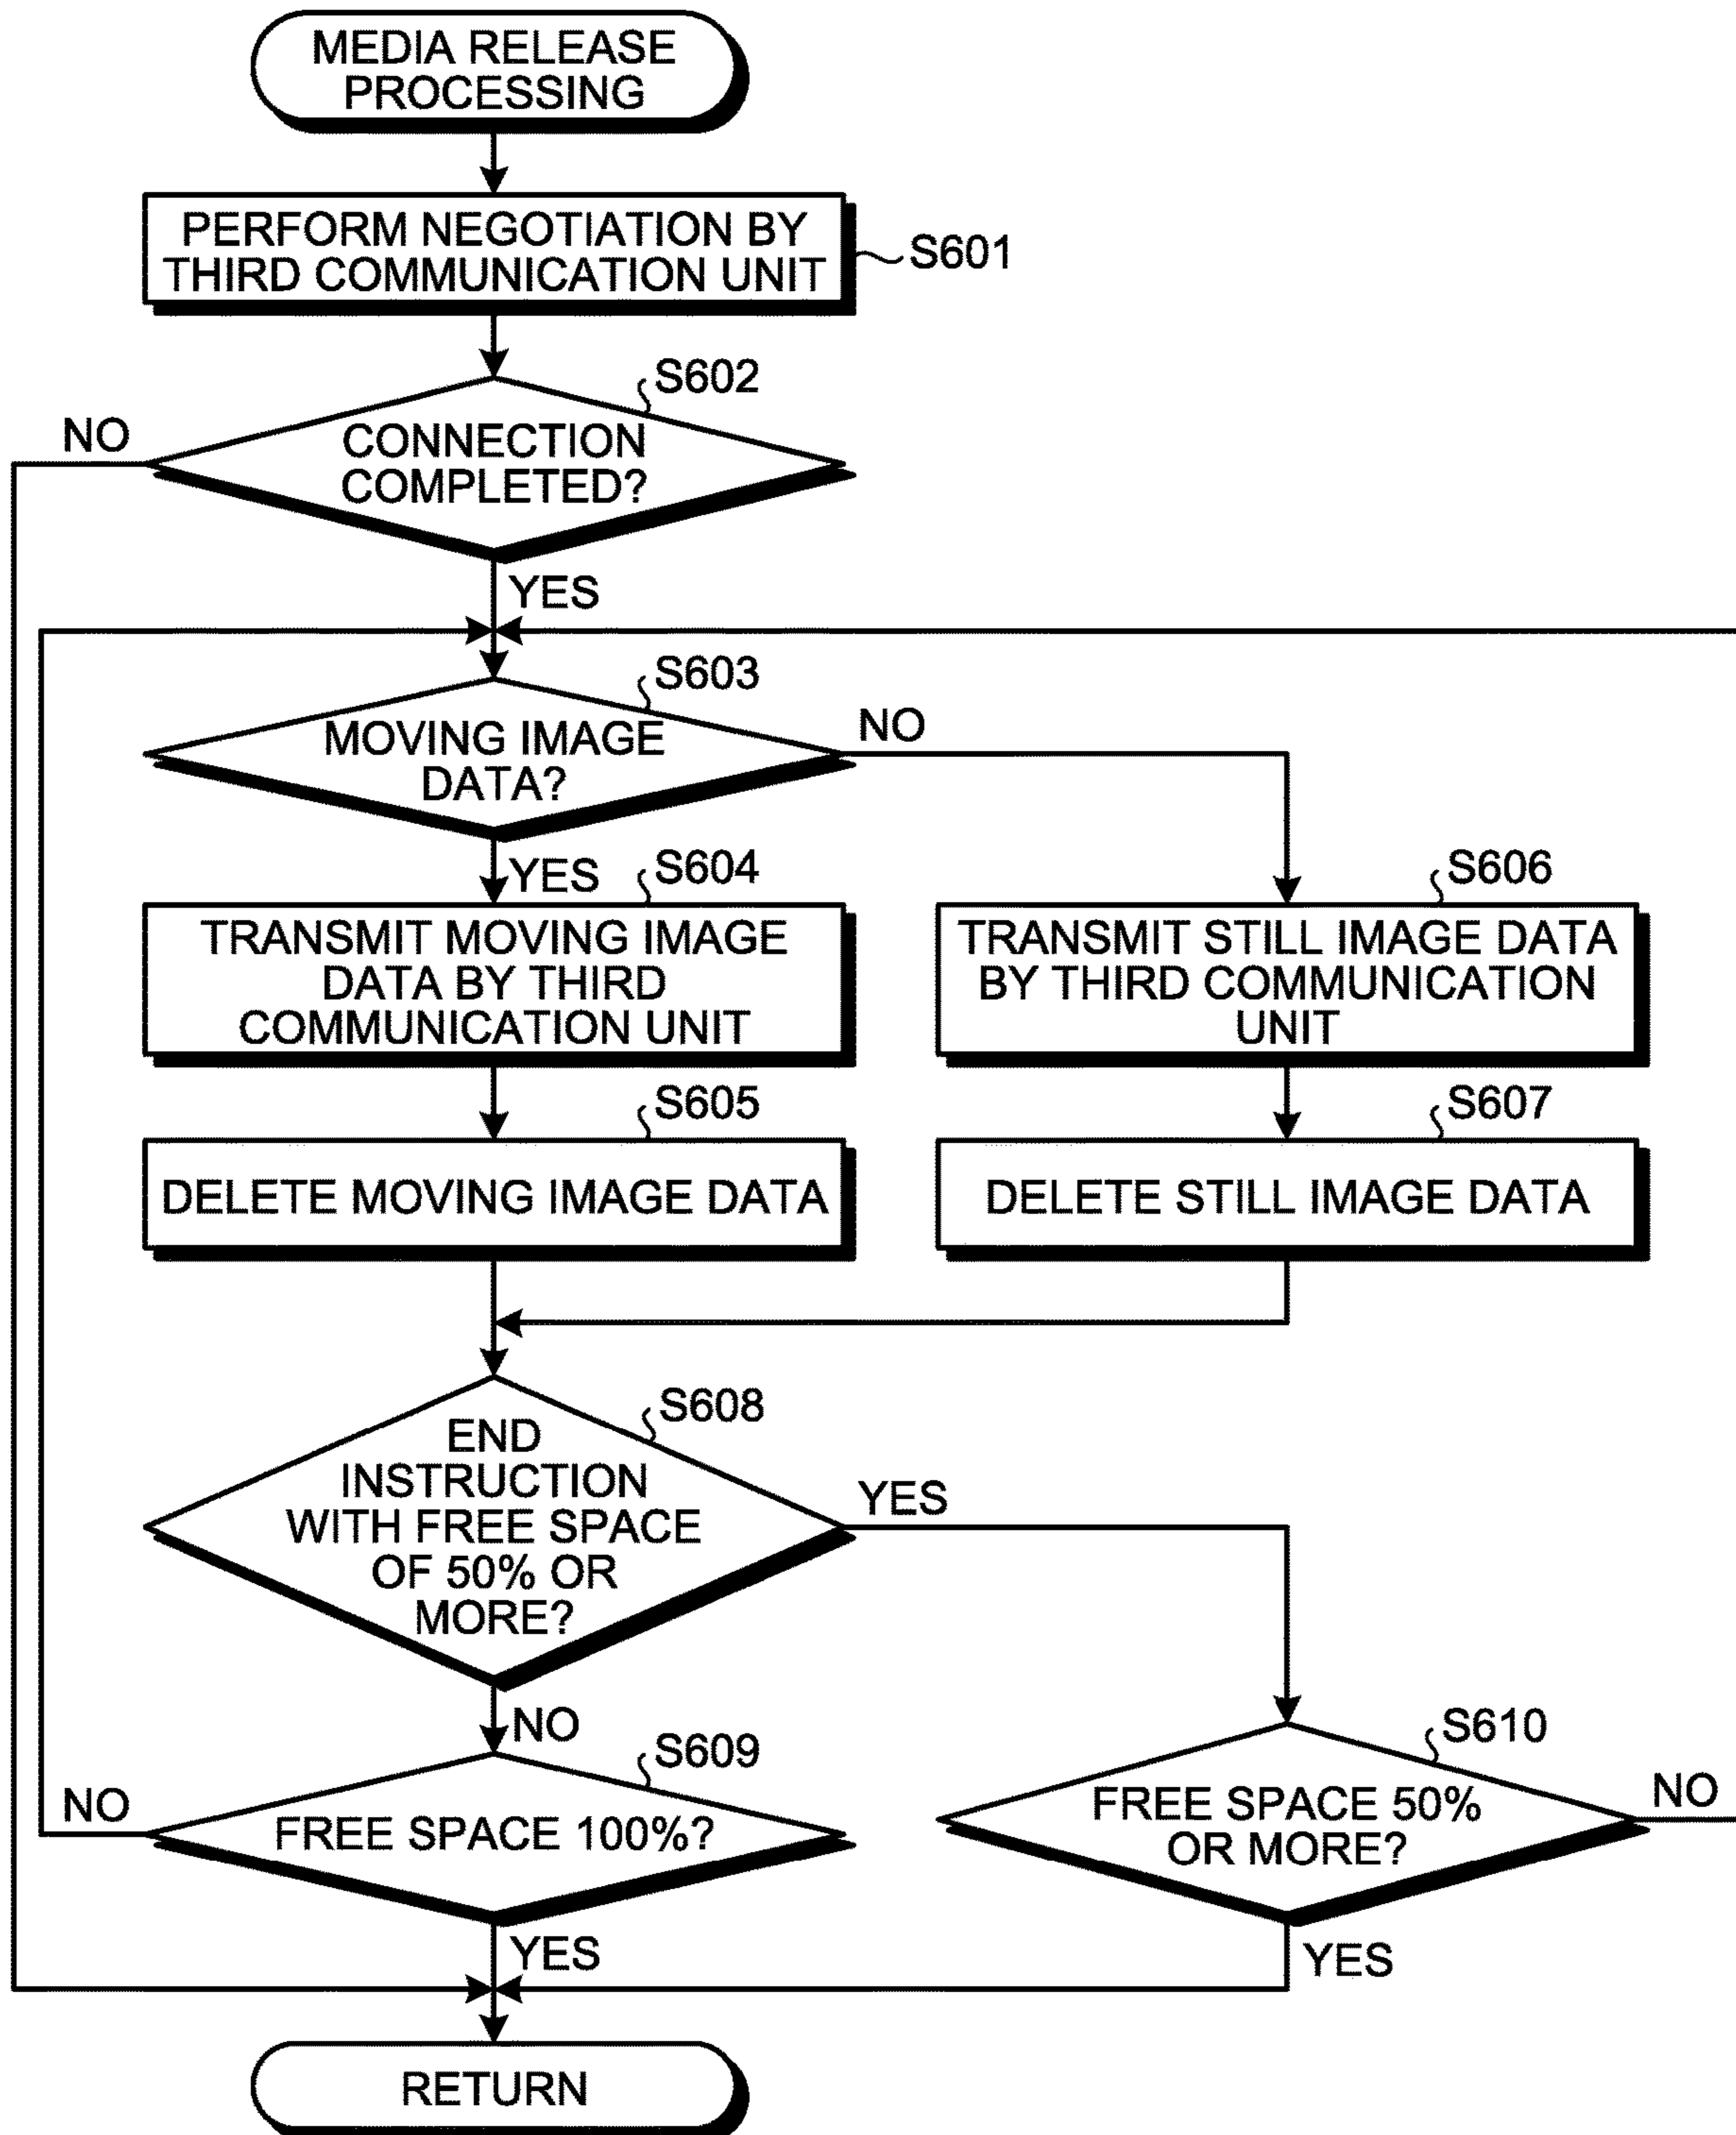 MEDIA RELEASE
PROCESSING
PERFORM NEGOTIATION BY
THIRD COMMUNICATION UNIT
S601
S602
NO
CONNECTION
COMPLETED?
YES
S603
NO
MOVING IMAGE
DATA?
YES
S604
TRANSMIT MOVING IMAGE
DATA BY THIRD
COMMUNICATION UNIT
S606
TRANSMIT STILL IMAGE DATA
BY THIRD COMMUNICATION
UNIT
S605
DELETE MOVING IMAGE DATA
S607
DELETE STILL IMAGE DATA
S608
END
INSTRUCTION
WITH FREE SPACE
OF 50% OR
MORE?
YES
NO
S609
NO
FREE SPACE 100%?
YES
S610
FREE SPACE 50%
OR MORE?
NO
YES
RETURN